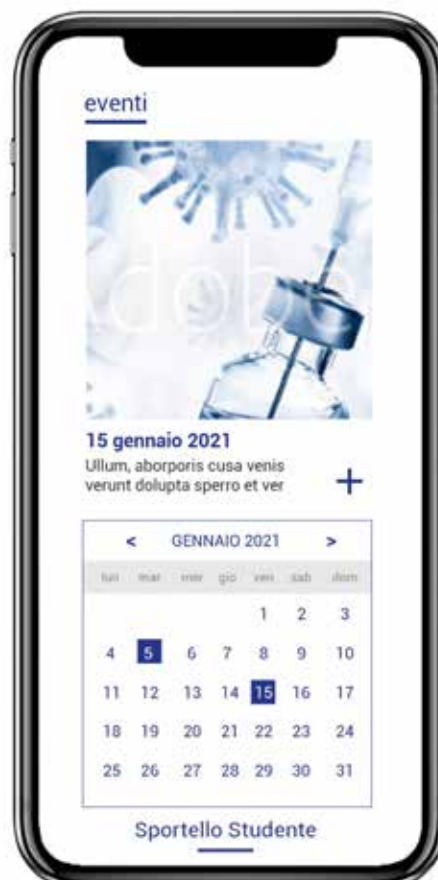 eventi
Adobe
15 gennaio 2021
Ullum, aborporis cusa venis
verunt dolupta sperro et ver
+
< GENNAIO 2021 >
lun mar mer gio ven sab dom
1 2 3
4 5 6 7 8 9 10
11 12 13 14 15 16 17
18 19 20 21 22 23 24
25 26 27 28 29 30 31
Sportello Studente